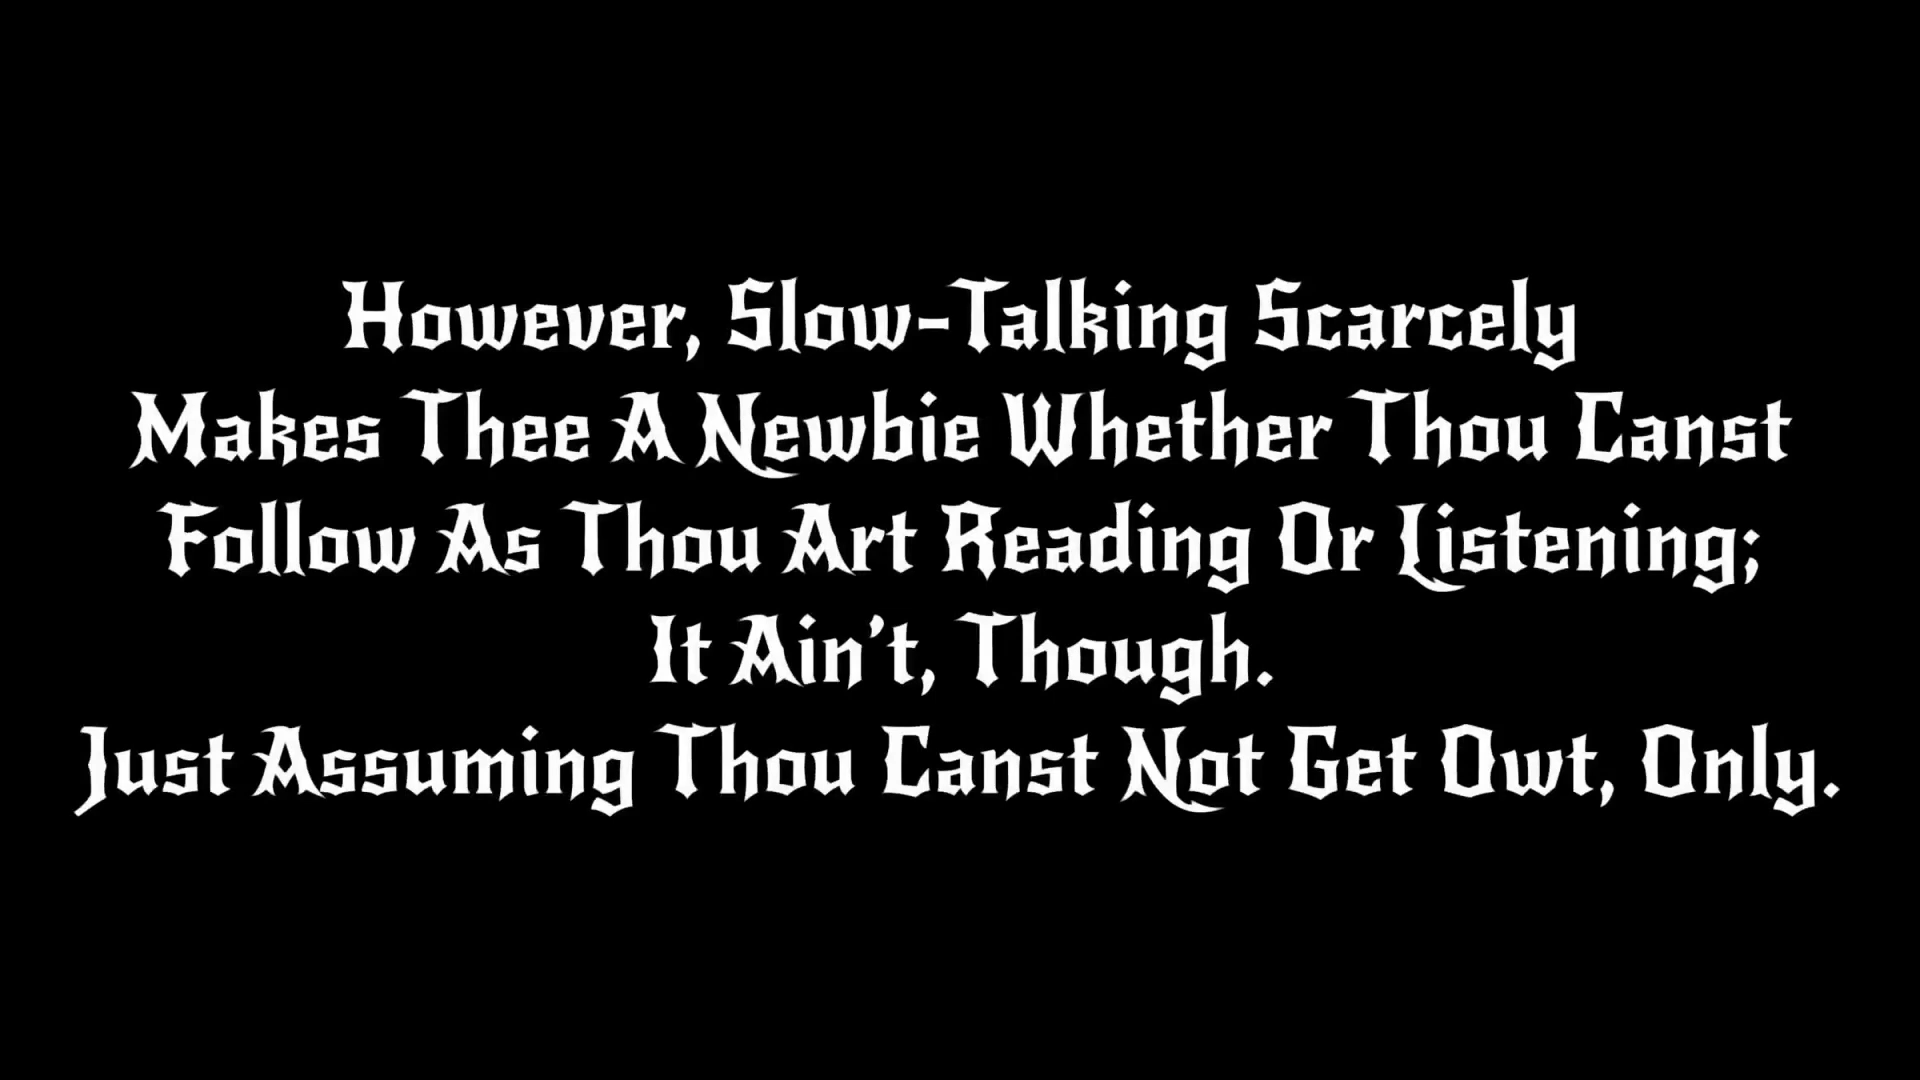 However, Slow-Talking Scarcely
Makes Thee A Newbie Whether Thou Canst
Follow As Thou Art Reading Or Listening;
It Ain't, Though.
Just Assuming Thou Canst Not Get Owt, Only.